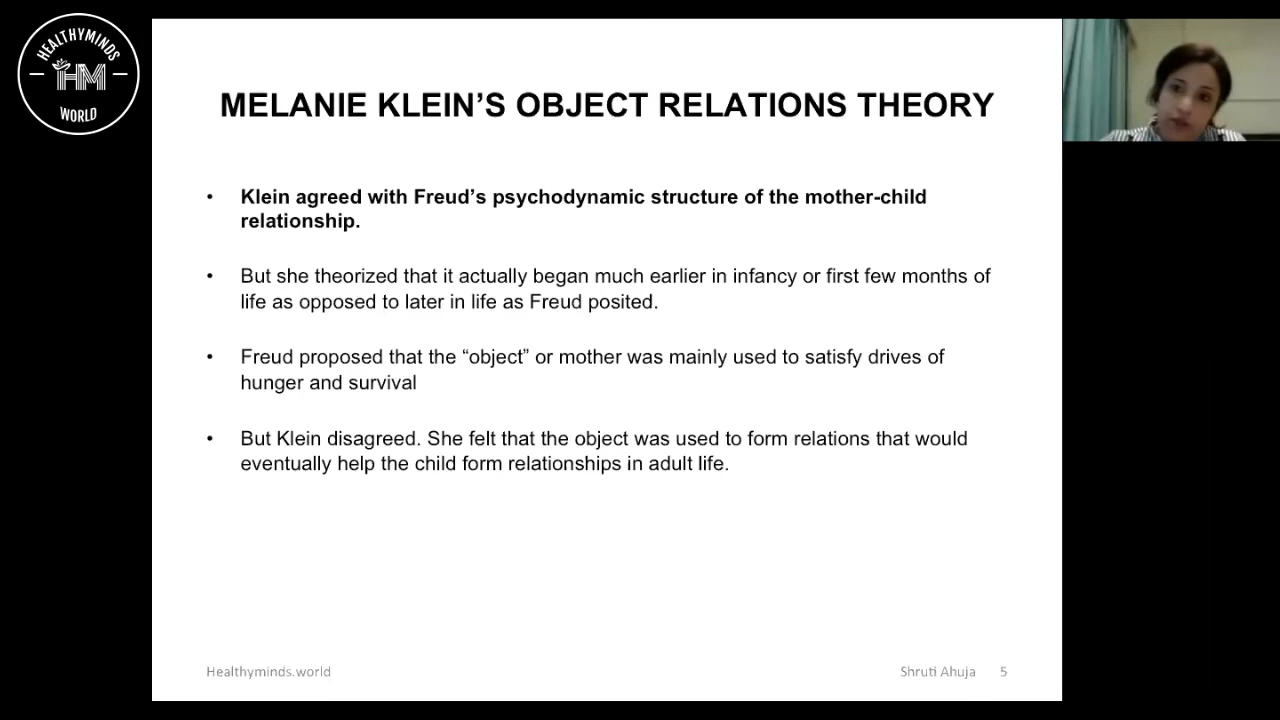 HEALTHYMINDS
HM
WORLD
MELANIE KLEIN’S OBJECT RELATIONS THEORY
• Klein agreed with Freud’s psychodynamic structure of the mother-child
relationship.
• But she theorized that it actually began much earlier in infancy or first few months of
life as opposed to later in life as Freud posited.
• Freud proposed that the “object” or mother was mainly used to satisfy drives of
hunger and survival
• But Klein disagreed. She felt that the object was used to form relations that would
eventually help the child form relationships in adult life.
Healthyminds.world
Shruti Ahuja 5